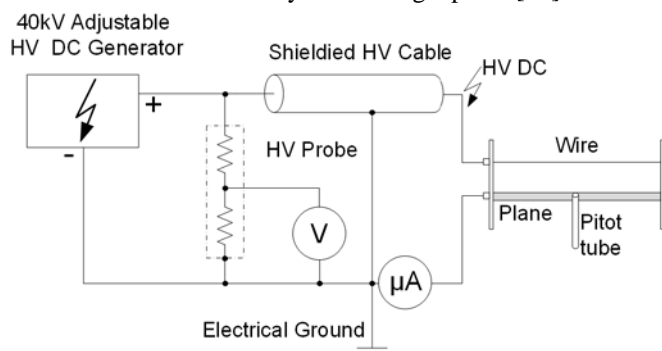 40kV Adjustable
HV DC Generator
Shieldied HV Cable
HV DC
+
-
HV Probe
Wire
V
Plane
Pitot
tube
µA
Electrical Ground